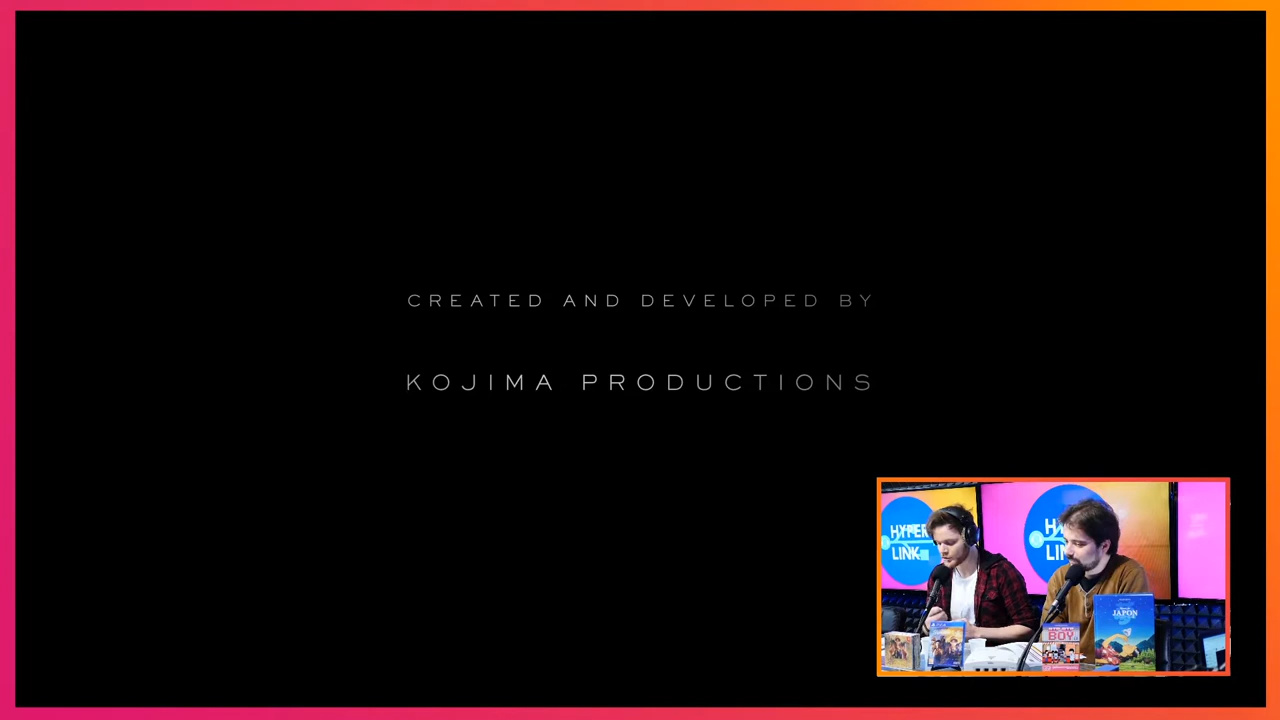 CREATED AND DEVELOPED BY
KOJIMA PRODUCTIONS
HYPER
LINK
JAPON
BOY